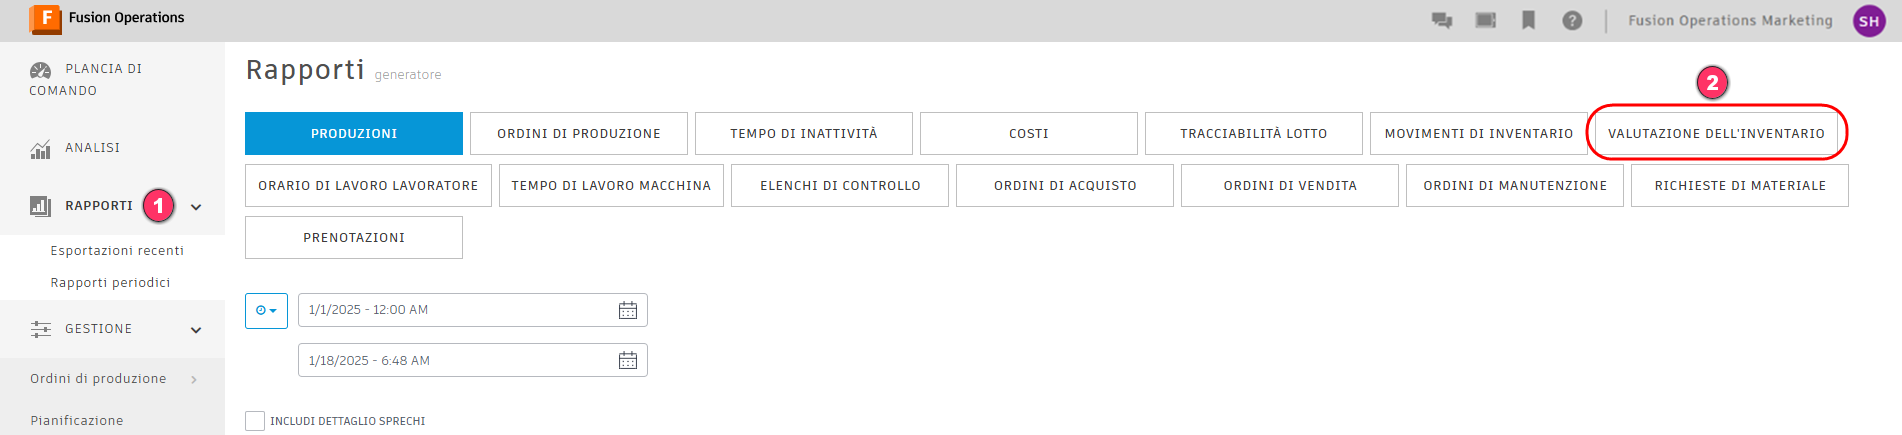 F Fusion Operations
? Fusion Operations Marketing SH
PLANCIA DI
COMANDO
ANALISI
RAPPORTI 1
Esportazioni recenti
Rapporti periodici
GESTIONE
Ordini di produzione
Pianificazione
Rapporti generatore
2
PRODUZIONI ORDINI DI PRODUZIONE TEMPO DI INATTIVITÀ COSTI TRACCIABILITÀ LOTTO MOVIMENTI DI INVENTARIO VALUTAZIONE DELL'INVENTARIO
ORARIO DI LAVORO LAVORATORE TEMPO DI LAVORO MACCHINA ELENCHI DI CONTROLLO ORDINI DI ACQUISTO ORDINI DI VENDITA ORDINI DI MANUTENZIONE RICHIESTE DI MATERIALE
PRENOTAZIONI
1/1/2025 - 12:00 AM
1/18/2025 - 6:48 AM
INCLUDI DETTAGLIO SPRECHI